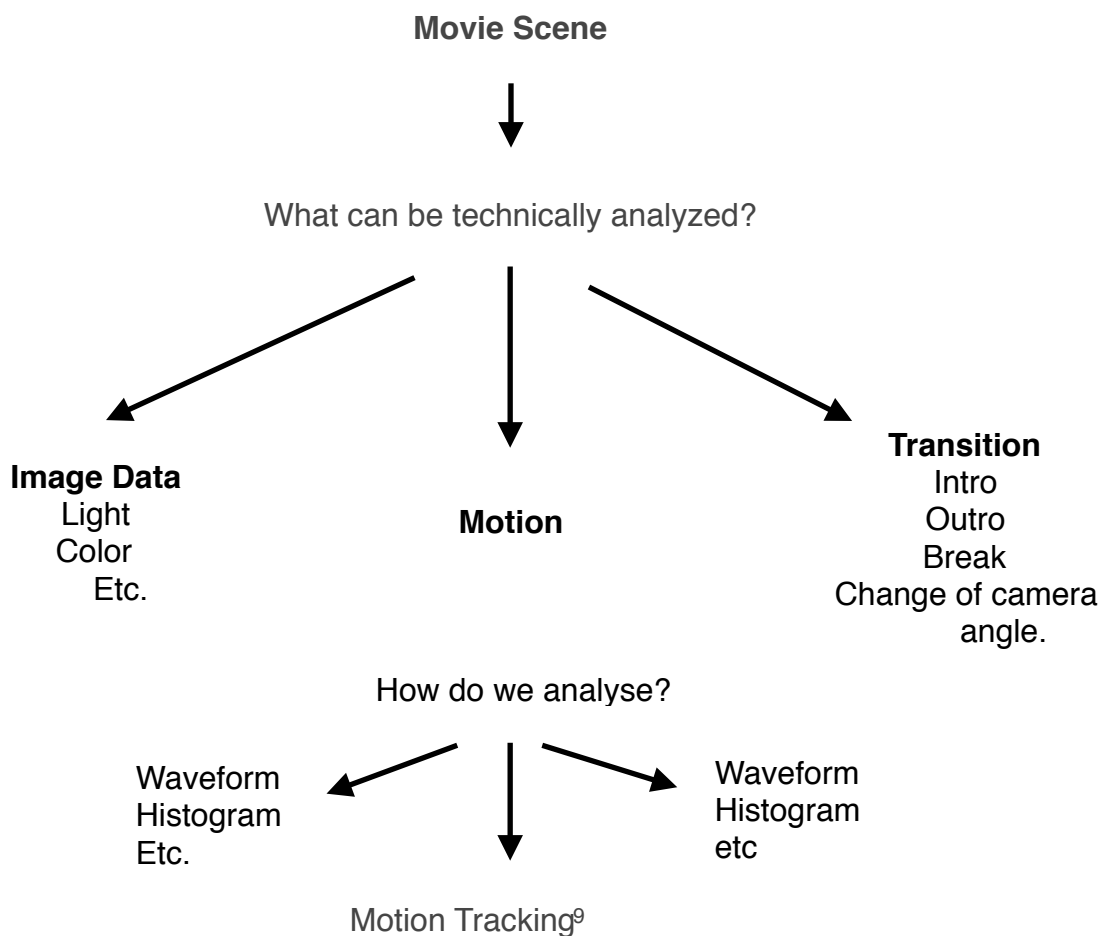 Movie Scene
What can be technically analyzed?
Image Data
Light
Color
Etc.
Motion
Transition
Intro
Outro
Break
Change of camera
angle.
How do we analyse?
Waveform
Histogram
Etc.
Motion Tracking⁹
Waveform
Histogram
etc